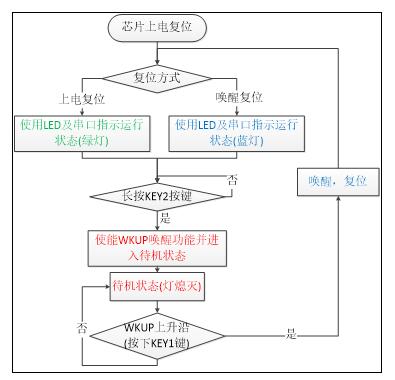 芯片上电复位
复位方式
上电复位
唤醒复位
使用LED及串口指示运行
状态(绿灯)
使用LED及串口指示运行
状态(蓝灯)
否
长按KEY2按键
唤醒，复位
是
使能WKUP唤醒功能并进
入待机状态
待机状态(灯熄灭)
否
WKUP上升沿
(按下KEY1键)
是